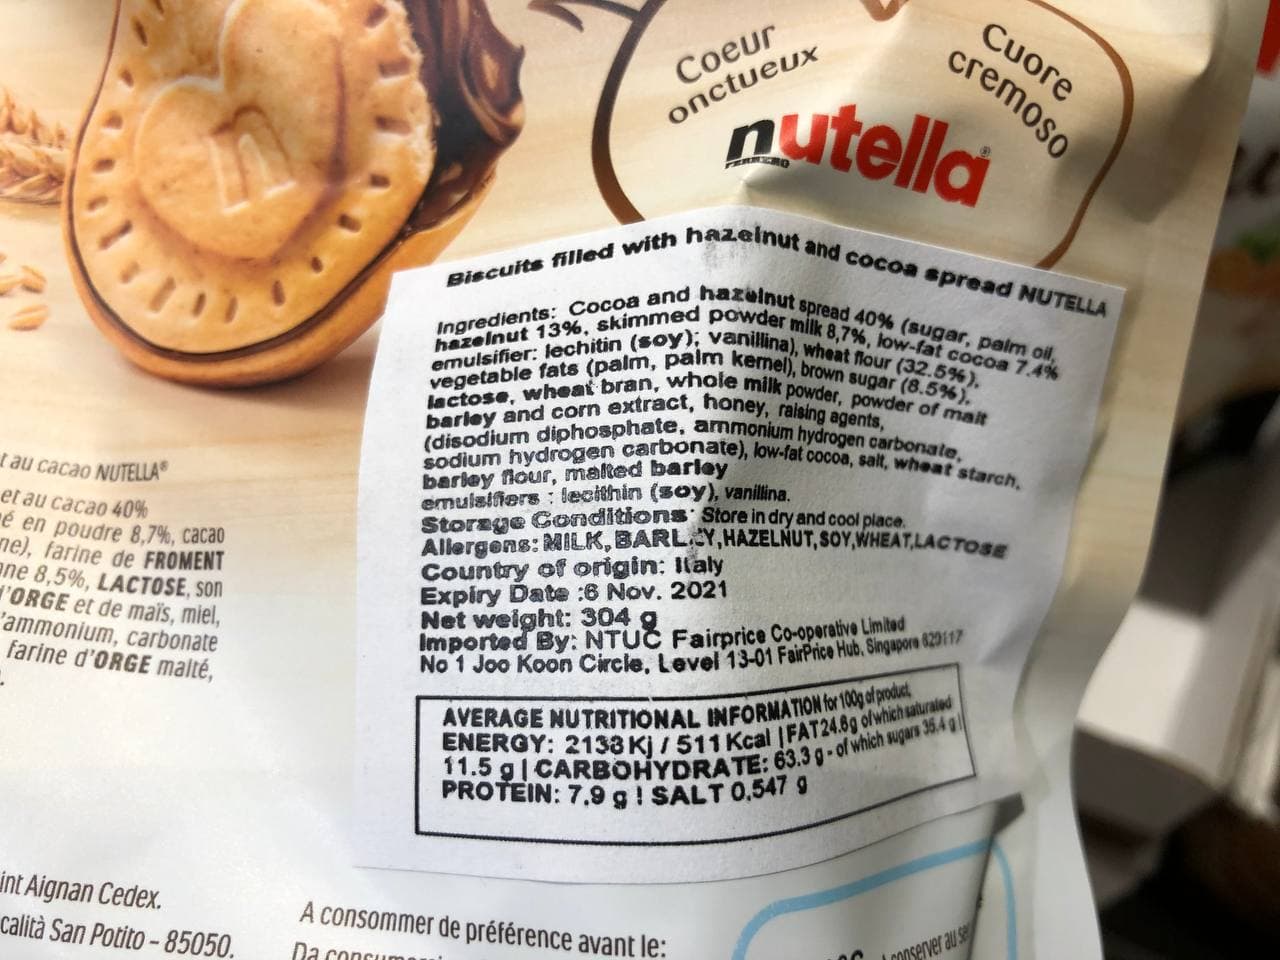 Coeur
onctueux
Cuore
cremoso
nutella®
FERRERO
n
Biscuits filled with hazelnut and cocoa spread NUTELLA
Ingredients: Cocoa and hazelnut spread 40% (sugar, palm oil,
hazelnut 13%, skimmed powder milk 8,7%, low-fat cocoa 7.4%
emulsifier: lechitin (soy); vanillina), wheat flour (32.5%),
vegetable fats (palm, palm kernel), brown sugar (8.5%),
lactose, wheat bran, whole milk powder, powder of malt
barley and corn extract, honey, raising agents,
(disodium diphosphate, ammonium hydrogen carbonate,
sodium hydrogen carbonate), low-fat cocoa, salt, wheat starch,
barley flour, malted barley
emulsifiers : lecithin (soy), vanillina.
Storage Conditions: Store in dry and cool place.
Allergens: MILK, BARLEY, HAZELNUT, SOY, WHEAT, LACTOSE
Country of origin: Italy
Expiry Date :6 Nov. 2021
Net weight: 304 g
Imported By: NTUC Fairprice Co-operative Limited
No 1 Joo Koon Circle, Level 13-01 FairPrice Hub, Singapore 629117
AVERAGE NUTRITIONAL INFORMATION for 100g of product,
ENERGY: 2138 Kj / 511 Kcal | FAT 24.6g of which saturated
11.5 g | CARBOHYDRATE: 63.3 g - of which sugars 35.4 g |
PROTEIN: 7,9 g ! SALT 0,547 g
t au cacao NUTELLA®
et au cacao 40%
é en poudre 8,7%, cacao
ne), farine de FROMENT
nne 8,5%, LACTOSE, son
'ORGE et de maïs, miel,
'ammonium, carbonate
farine d'ORGE malté,
int Aignan Cedex.
calità San Potito – 85050.
A consommer de préférence avant le:
conserver au se